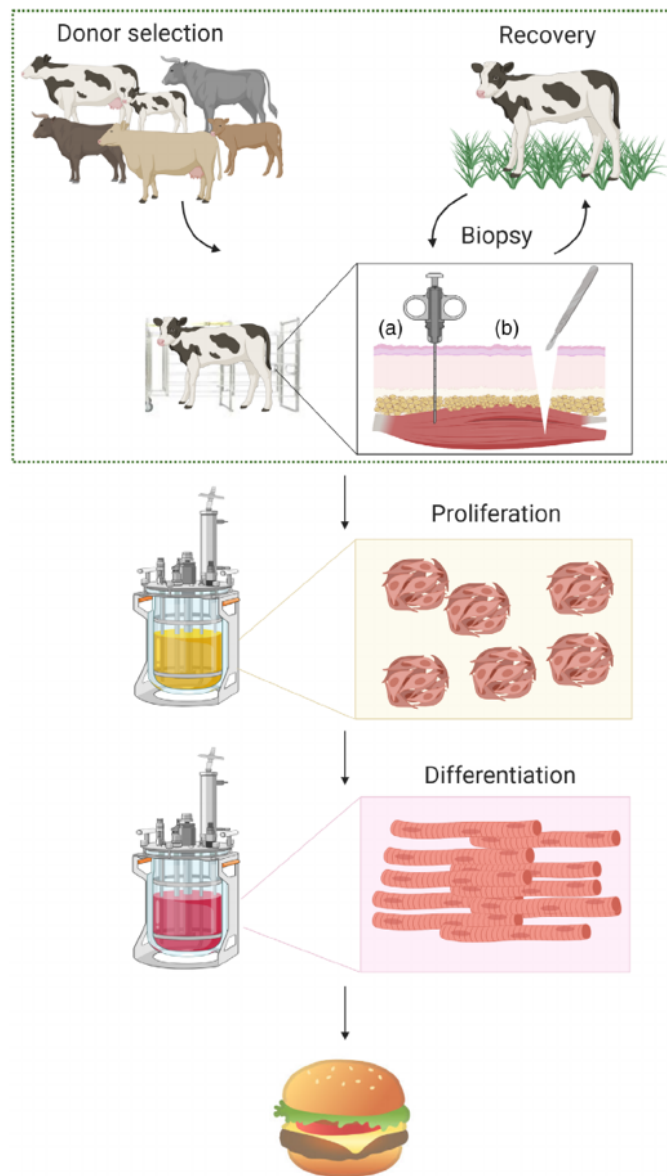 Donor selection
Recovery
Biopsy
(a)
(b)
Proliferation
Differentiation